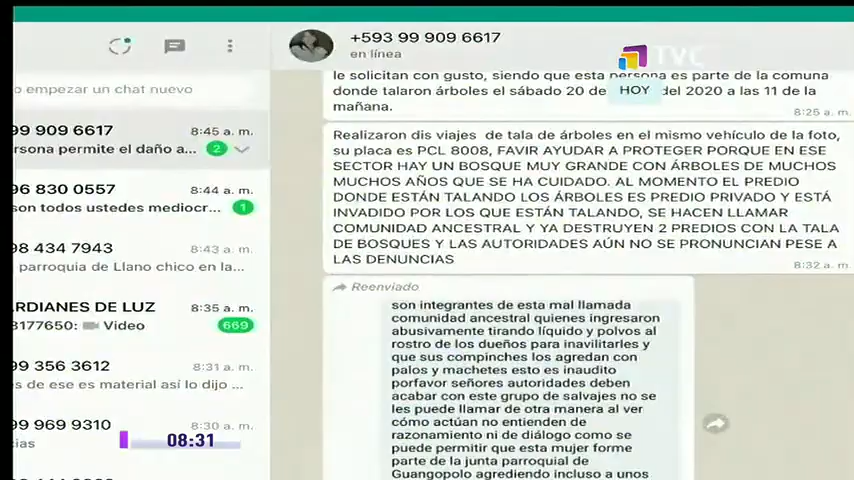 +593 99 909 6617
en línea
TVC
HOY
o empezar un chat nuevo
99 909 6617
8:45 a. m.
rsona permite el daño a...
2
96 830 0557
8:44 a. m.
son todos ustedes mediocr...
1
98 434 7943
8:43 a. m.
parroquia de Llano chico en la...
RDIANES DE LUZ
8:35 a. m.
3177650: Video
669
99 356 3612
8:31 a. m.
s de ese es material así lo dijo ...
99 969 9310
8:30 a. m.
ias
08:31
le solicitan con gusto, siendo que esta persona es parte de la comuna
donde talaron árboles el sábado 20 de del 2020 a las 11 de la
mañana.
8:25 a. m.
Realizaron dis viajes de tala de árboles en el mismo vehículo de la foto,
su placa es PCL 8008, FAVIR AYUDAR A PROTEGER PORQUE EN ESE
SECTOR HAY UN BOSQUE MUY GRANDE CON ÁRBOLES DE MUCHOS
MUCHOS AÑOS QUE SE HA CUIDADO. AL MOMENTO EL PREDIO
DONDE ESTÁN TALANDO LOS ÁRBOLES ES PREDIO PRIVADO Y ESTÁ
INVADIDO POR LOS QUE ESTÁN TALANDO, SE HACEN LLAMAR
COMUNIDAD ANCESTRAL Y YA DESTRUYEN 2 PREDIOS CON LA TALA
DE BOSQUES Y LAS AUTORIDADES AÚN NO SE PRONUNCIAN PESE A
LAS DENUNCIAS
8:32 a. m.
Reenviado
son integrantes de esta mal llamada
comunidad ancestral quienes ingresaron
abusivamente tirando líquido y polvos al
rostro de los dueños para inavilitarles y
que sus compinches los agredan con
palos y machetes esto es inaudito
porfavor señores autoridades deben
acabar con este grupo de salvajes no se
les puede llamar de otra manera al ver
cómo actúan no entienden de
razonamiento ni de diálogo como se
puede permitir que esta mujer forme
parte de la junta parroquial de
Guangopolo agrediendo incluso a unos